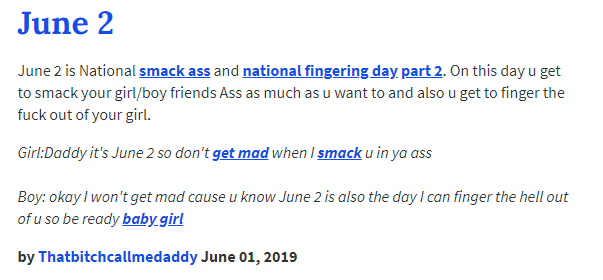 June 2
June 2 is National smack ass and national fingering day part 2. On this day u get
to smack your girl/boy friends Ass as much as u want to and also u get to finger the
fuck out of your girl.
Girl:Daddy it's June 2 so don't get mad when I smack u in ya ass
Boy: okay I won't get mad cause u know June 2 is also the day I can finger the hell out
of u so be ready baby girl
by Thatbitchcallmedaddy June 01, 2019